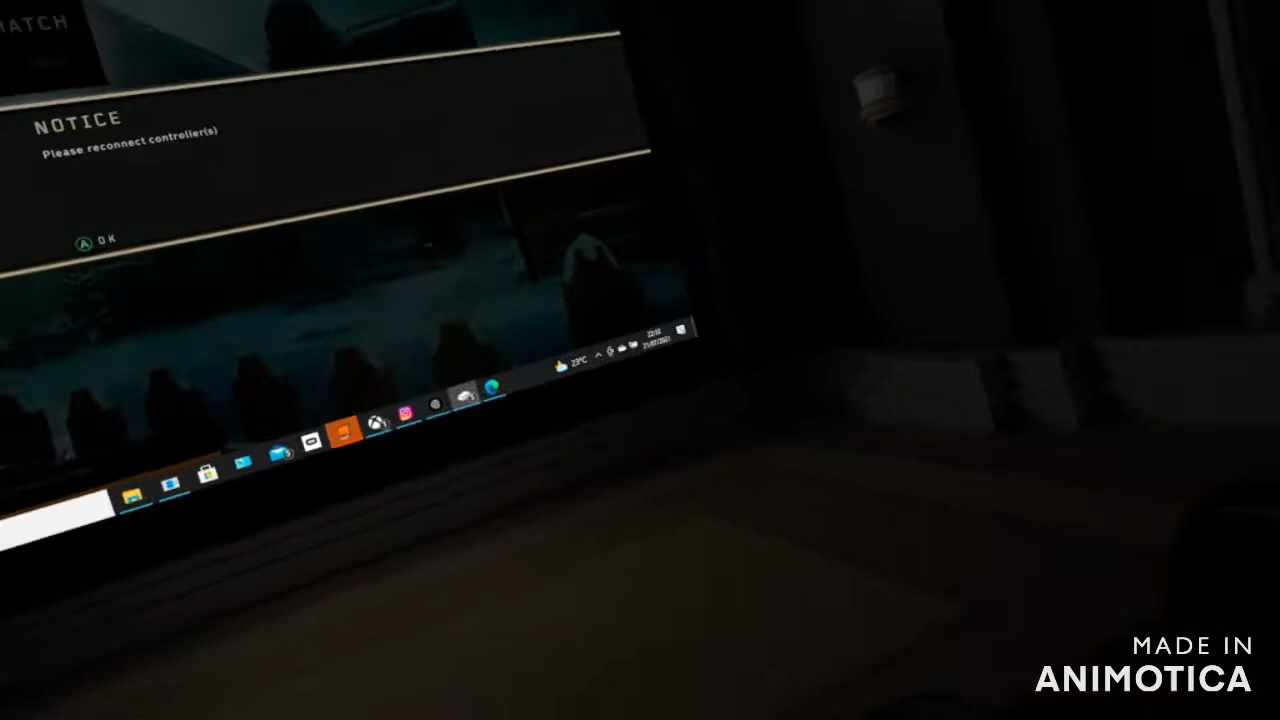 MATCH
NOTICE
Please reconnect controller(s)
A OK
23°C
MADE IN
ANIMOTICA